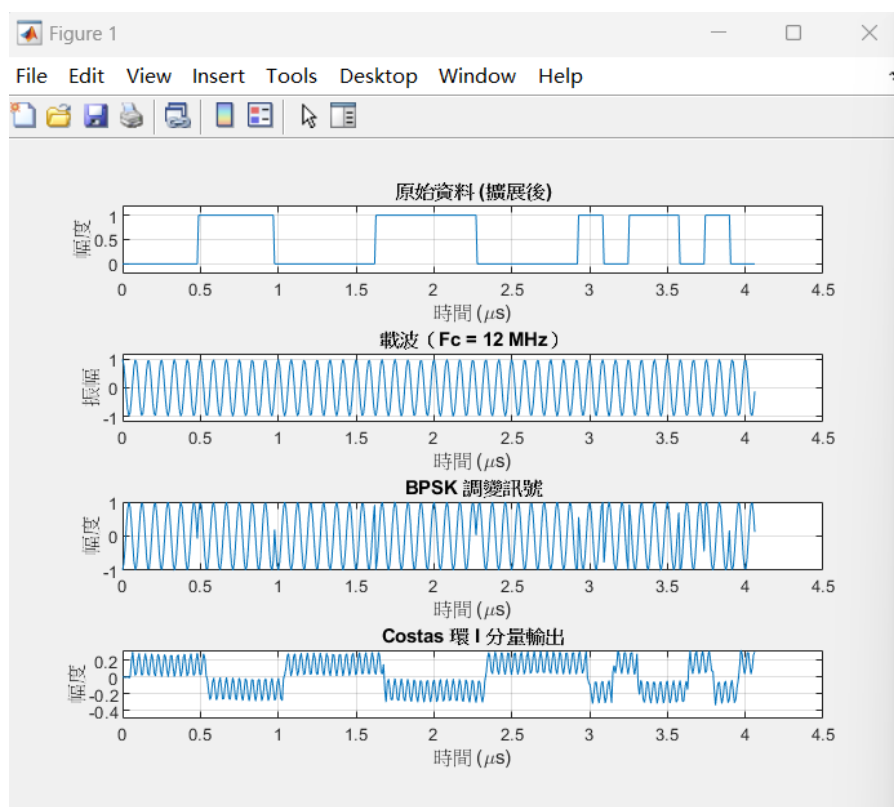 Figure 1
File Edit View Insert Tools Desktop Window Help
原始資料 (擴展後)
幅度
1
0.5
0
0 0.5 1 1.5 2 2.5 3 3.5 4 4.5
時間 (μs)
載波（Fc = 12 MHz）
振幅
1
0
-1
0 0.5 1 1.5 2 2.5 3 3.5 4 4.5
時間 (μs)
BPSK 調變訊號
幅度
1
0
-1
0 0.5 1 1.5 2 2.5 3 3.5 4 4.5
時間 (μs)
Costas 環 I 分量輸出
幅度
0.2
0
-0.2
-0.4
0 0.5 1 1.5 2 2.5 3 3.5 4 4.5
時間 (μs)